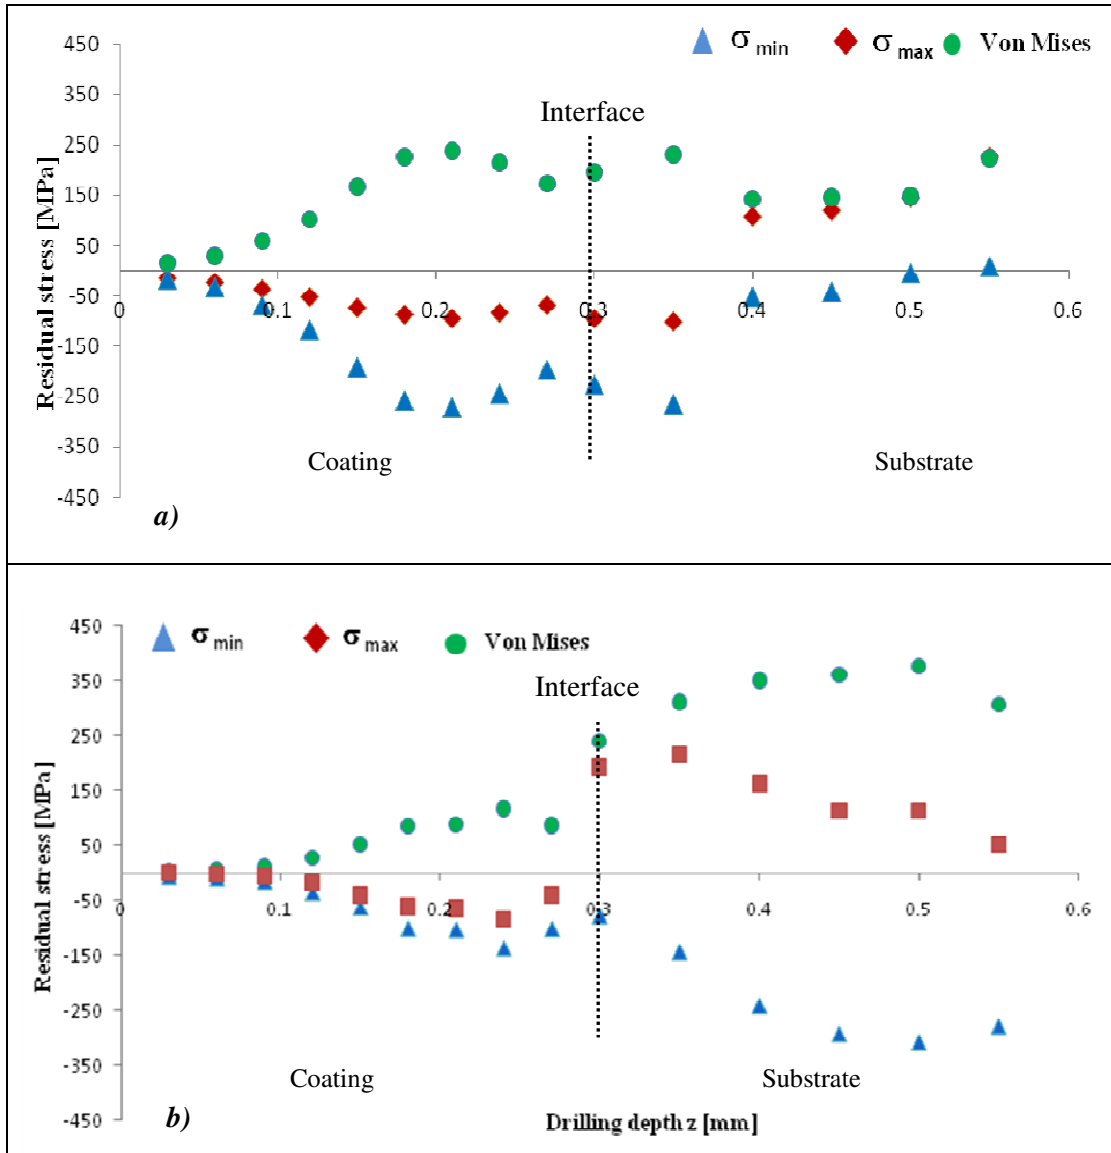 450
σ min σ max Von Mises
350
Interface
250
150
50
-50
0 0.1 0.2 0.3 0.4 0.5 0.6
-150
-250
-350
Coating Substrate
-450
Residual stress [MPa]
a)
450
σ min σ max Von Mises
350
Interface
250
150
50
-50
0 0.1 0.2 0.3 0.4 0.5 0.6
-150
-250
-350
Coating Substrate
-450
Residual stress [MPa]
b)
Drilling depth z [mm]